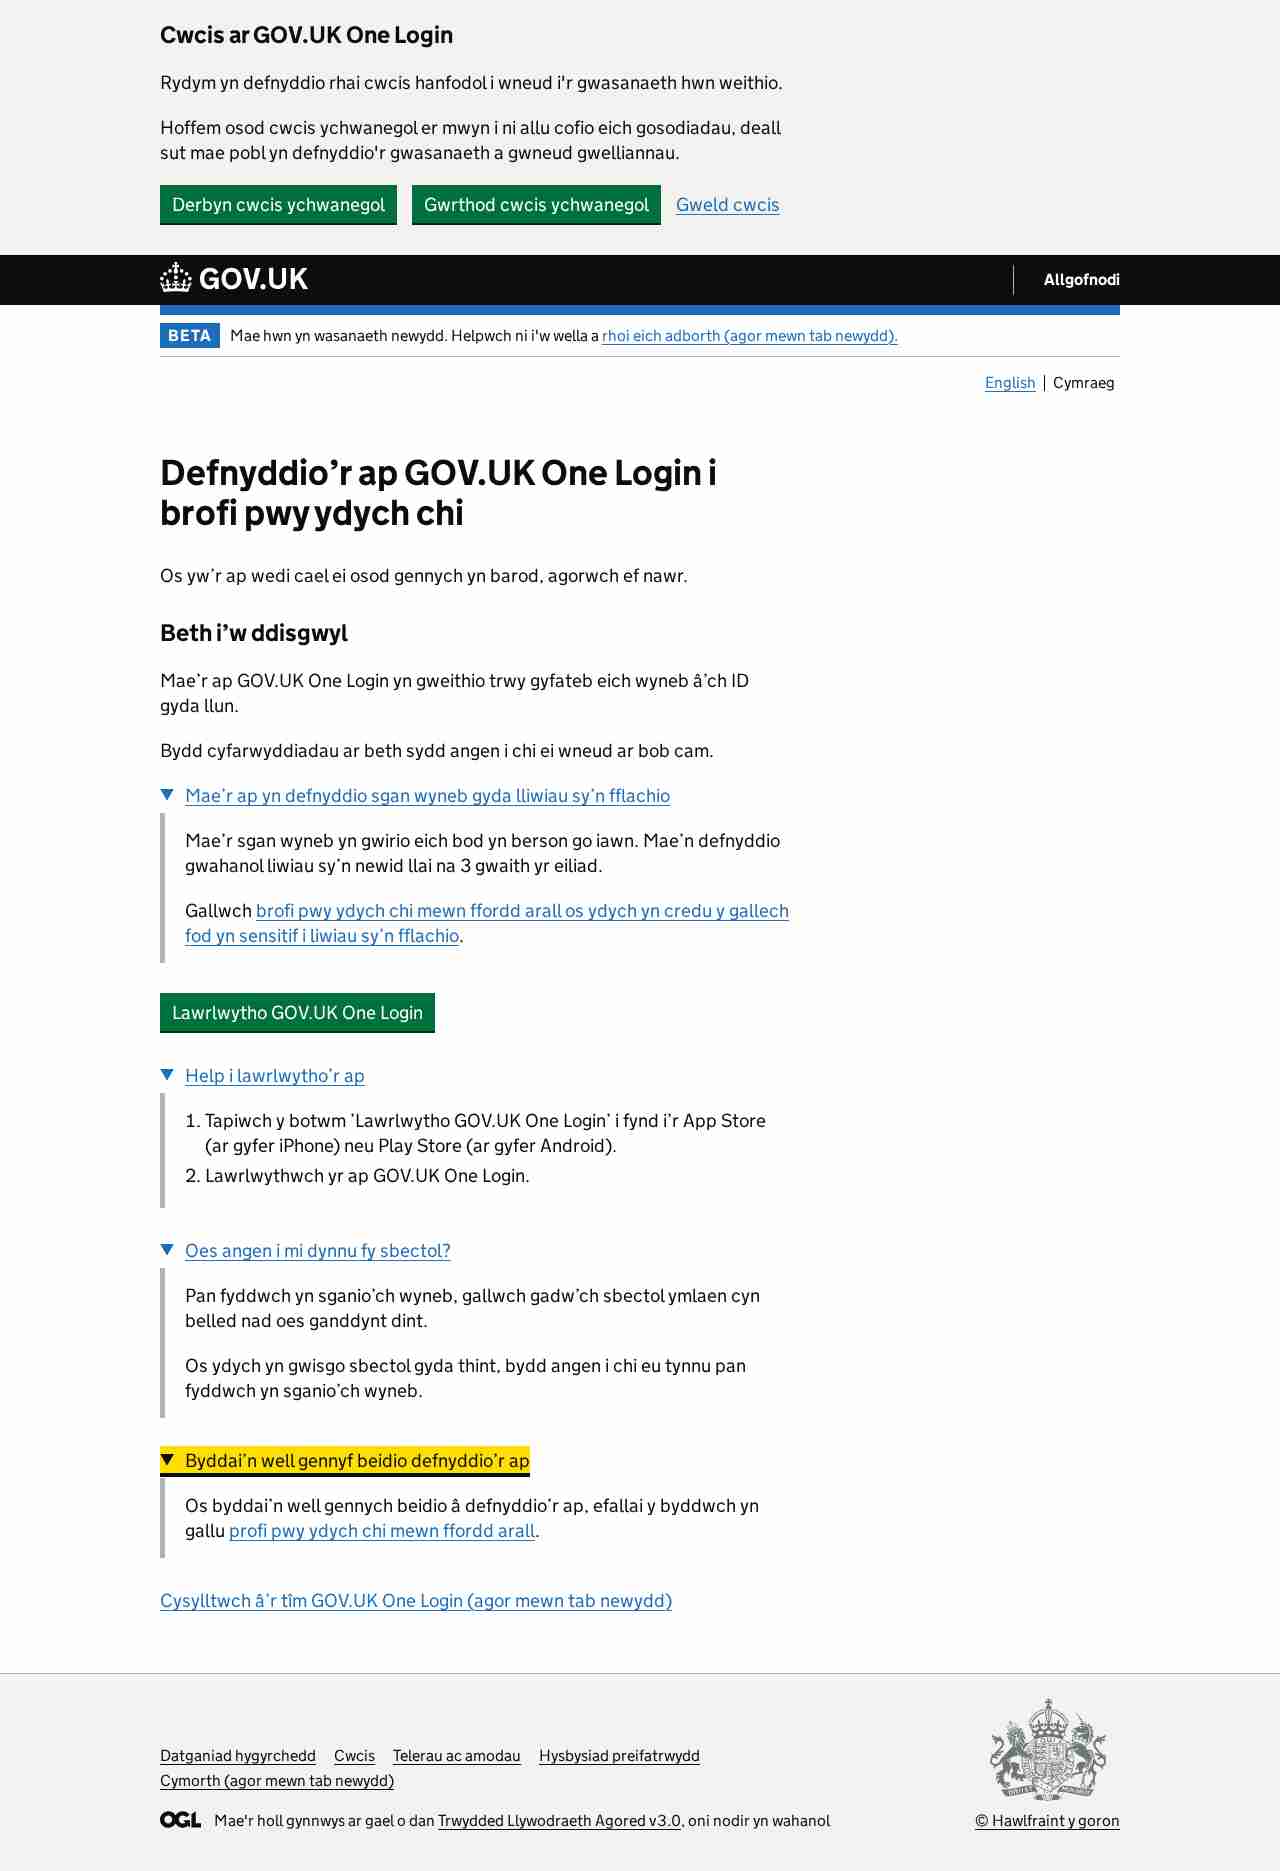 Cwcis ar GOV.UK One Login
Rydym yn defnyddio rhai cwcis hanfodol i wneud i'r gwasanaeth hwn weithio.
Hoffem osod cwcis ychwanegol er mwyn i ni allu cofio eich gosodiadau, deall
sut mae pobl yn defnyddio'r gwasanaeth a gwneud gwelliannau.
Derbyn cwcis ychwanegol Gwrthod cwcis ychwanegol Gweld cwcis
GOV.UK Allgofnodi
BETA Mae hwn yn wasanaeth newydd. Helpwch ni i'w wella a rhoi eich adborth (agor mewn tab newydd).
English Cymraeg
Defnyddio’r ap GOV.UK One Login i
brofi pwy ydych chi
Os yw’r ap wedi cael ei osod gennych yn barod, agorwch ef nawr.
Beth i’w ddisgwyl
Mae’r ap GOV.UK One Login yn gweithio trwy gyfateb eich wyneb â’ch ID
gyda llun.
Bydd cyfarwyddiadau ar beth sydd angen i chi ei wneud ar bob cam.
Mae’r ap yn defnyddio sgan wyneb gyda lliwiau sy’n fflachio
Mae’r sgan wyneb yn gwirio eich bod yn berson go iawn. Mae’n defnyddio
gwahanol liwiau sy’n newid llai na 3 gwaith yr eiliad.
Gallwch brofi pwy ydych chi mewn ffordd arall os ydych yn credu y gallech
fod yn sensitif i liwiau sy’n fflachio.
Lawrlwytho GOV.UK One Login
Help i lawrlwytho’r ap
1. Tapiwch y botwm ‘Lawrlwytho GOV.UK One Login’ i fynd i’r App Store
(ar gyfer iPhone) neu Play Store (ar gyfer Android).
2. Lawrlwythwch yr ap GOV.UK One Login.
Oes angen i mi dynnu fy sbectol?
Pan fyddwch yn sganio’ch wyneb, gallwch gadw’ch sbectol ymlaen cyn
belled nad oes ganddynt dint.
Os ydych yn gwisgo sbectol gyda thint, bydd angen i chi eu tynnu pan
fyddwch yn sganio’ch wyneb.
Byddai’n well gennyf beidio defnyddio’r ap
Os byddai’n well gennych beidio â defnyddio’r ap, efallai y byddwch yn
gallu profi pwy ydych chi mewn ffordd arall.
Cysylltwch â’r tîm GOV.UK One Login (agor mewn tab newydd)
Datganiad hygyrchedd Cwcis Telerau ac amodau Hysbysiad preifatrwydd
Cymorth (agor mewn tab newydd)
OGL Mae'r holl gynnwys ar gael o dan Trwydded Llywodraeth Agored v3.0, oni nodir yn wahanol
© Hawlfraint y goron